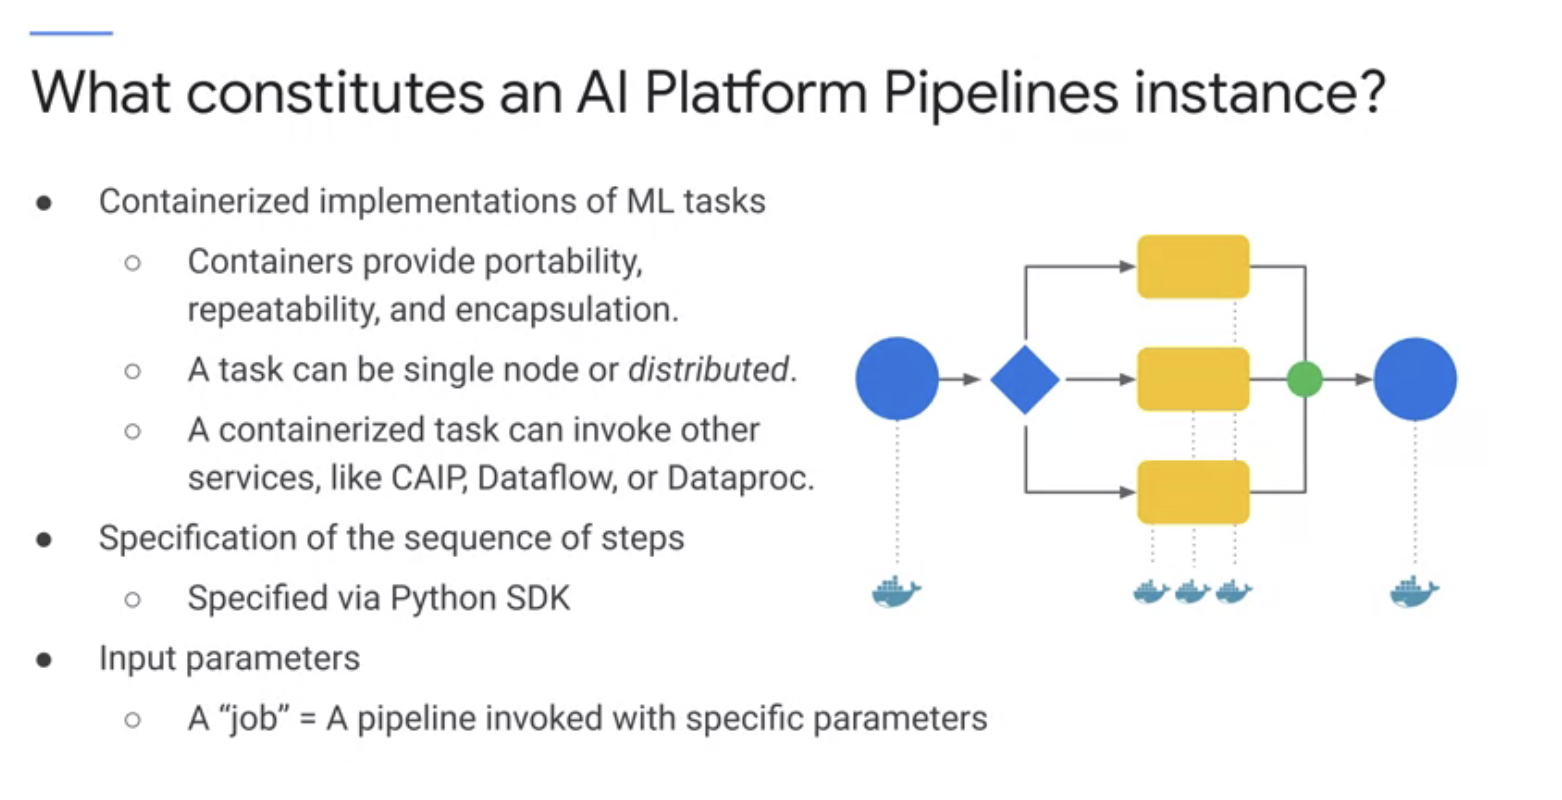 What constitutes an AI Platform Pipelines instance?
● Containerized implementations of ML tasks
○ Containers provide portability,
repeatability, and encapsulation.
○ A task can be single node or distributed.
○ A containerized task can invoke other
services, like CAIP, Dataflow, or Dataproc.
● Specification of the sequence of steps
○ Specified via Python SDK
● Input parameters
○ A “job” = A pipeline invoked with specific parameters